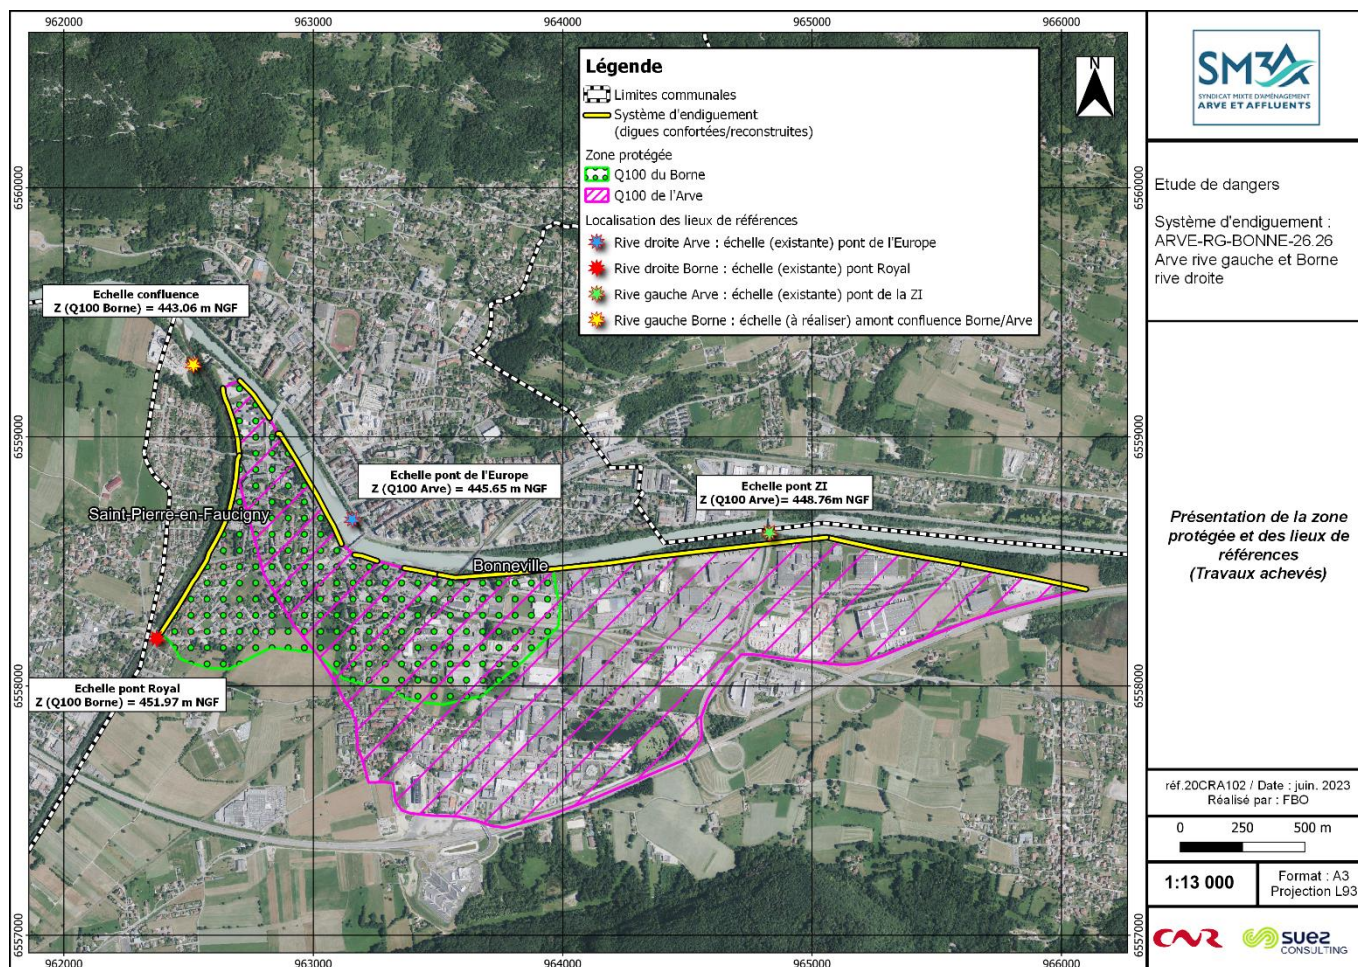 962000
963000
964000
965000
966000
6560000
6559000
6558000
6557000
6560000
6559000
6558000
6557000
Légende
Limites communales
Système d'endiguement
(digues confortées/reconstruites)
Zone protégée
Q100 du Borne
Q100 de l'Arve
Localisation des lieux de références
Rive droite Arve : échelle (existante) pont de l'Europe
Rive droite Borne : échelle (existante) pont Royal
Rive gauche Arve : échelle (existante) pont de la ZI
Rive gauche Borne : échelle (à réaliser) amont confluence Borne/Arve
N
Echelle confluence
Z (Q100 Borne) = 443.06 m NGF
Echelle pont de l'Europe
Z (Q100 Arve) = 445.65 m NGF
Echelle pont ZI
Z (Q100 Arve)= 448.76m NGF
Saint-Pierre-en-Faucigny
Bonneville
Echelle pont Royal
Z (Q100 Borne) = 451.97 m NGF
962000
963000
964000
965000
966000
SM3A
SYNDICAT MIXTE D'AMÉNAGEMENT
ARVE ET AFFLUENTS
Etude de dangers
Système d'endiguement :
ARVE-RG-BONNE-26.26
Arve rive gauche et Borne
rive droite
Présentation de la zone
protégée et des lieux de
références
(Travaux achevés)
réf.20CRA102 / Date : juin. 2023
Réalisé par : FBO
0 250 500 m
1:13 000
Format : A3
Projection L93
CNR
suez
CONSULTING